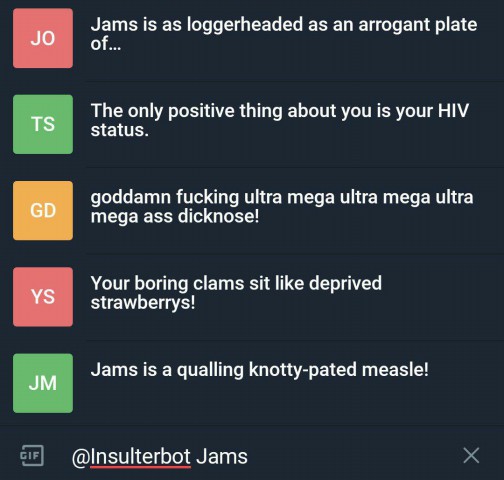 JO
Jams is as loggerheaded as an arrogant plate
of...
TS
The only positive thing about you is your HIV
status.
GD
goddamn fucking ultra mega ultra mega ultra
mega ass dicknose!
YS
Your boring clams sit like deprived
strawberrys!
JM
Jams is a qualling knotty-pated measle!
GIF
@Insulterbot Jams